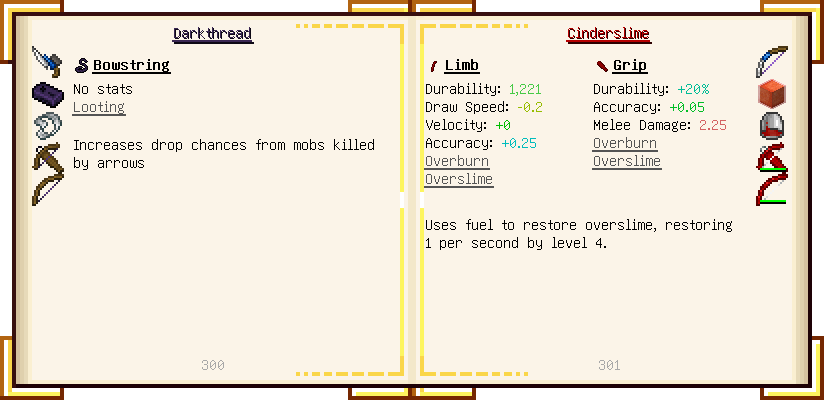 Darkthread
Bowstring
No stats
Looting
Increases drop chances from mobs killed
by arrows
300
Cinderslime
Limb
Durability: 1,221
Draw Speed: -0.2
Velocity: +0
Accuracy: +0.25
Overburn
Overslime
Grip
Durability: +20%
Accuracy: +0.05
Melee Damage: 2.25
Overburn
Overslime
Uses fuel to restore overslime, restoring
1 per second by level 4.
301